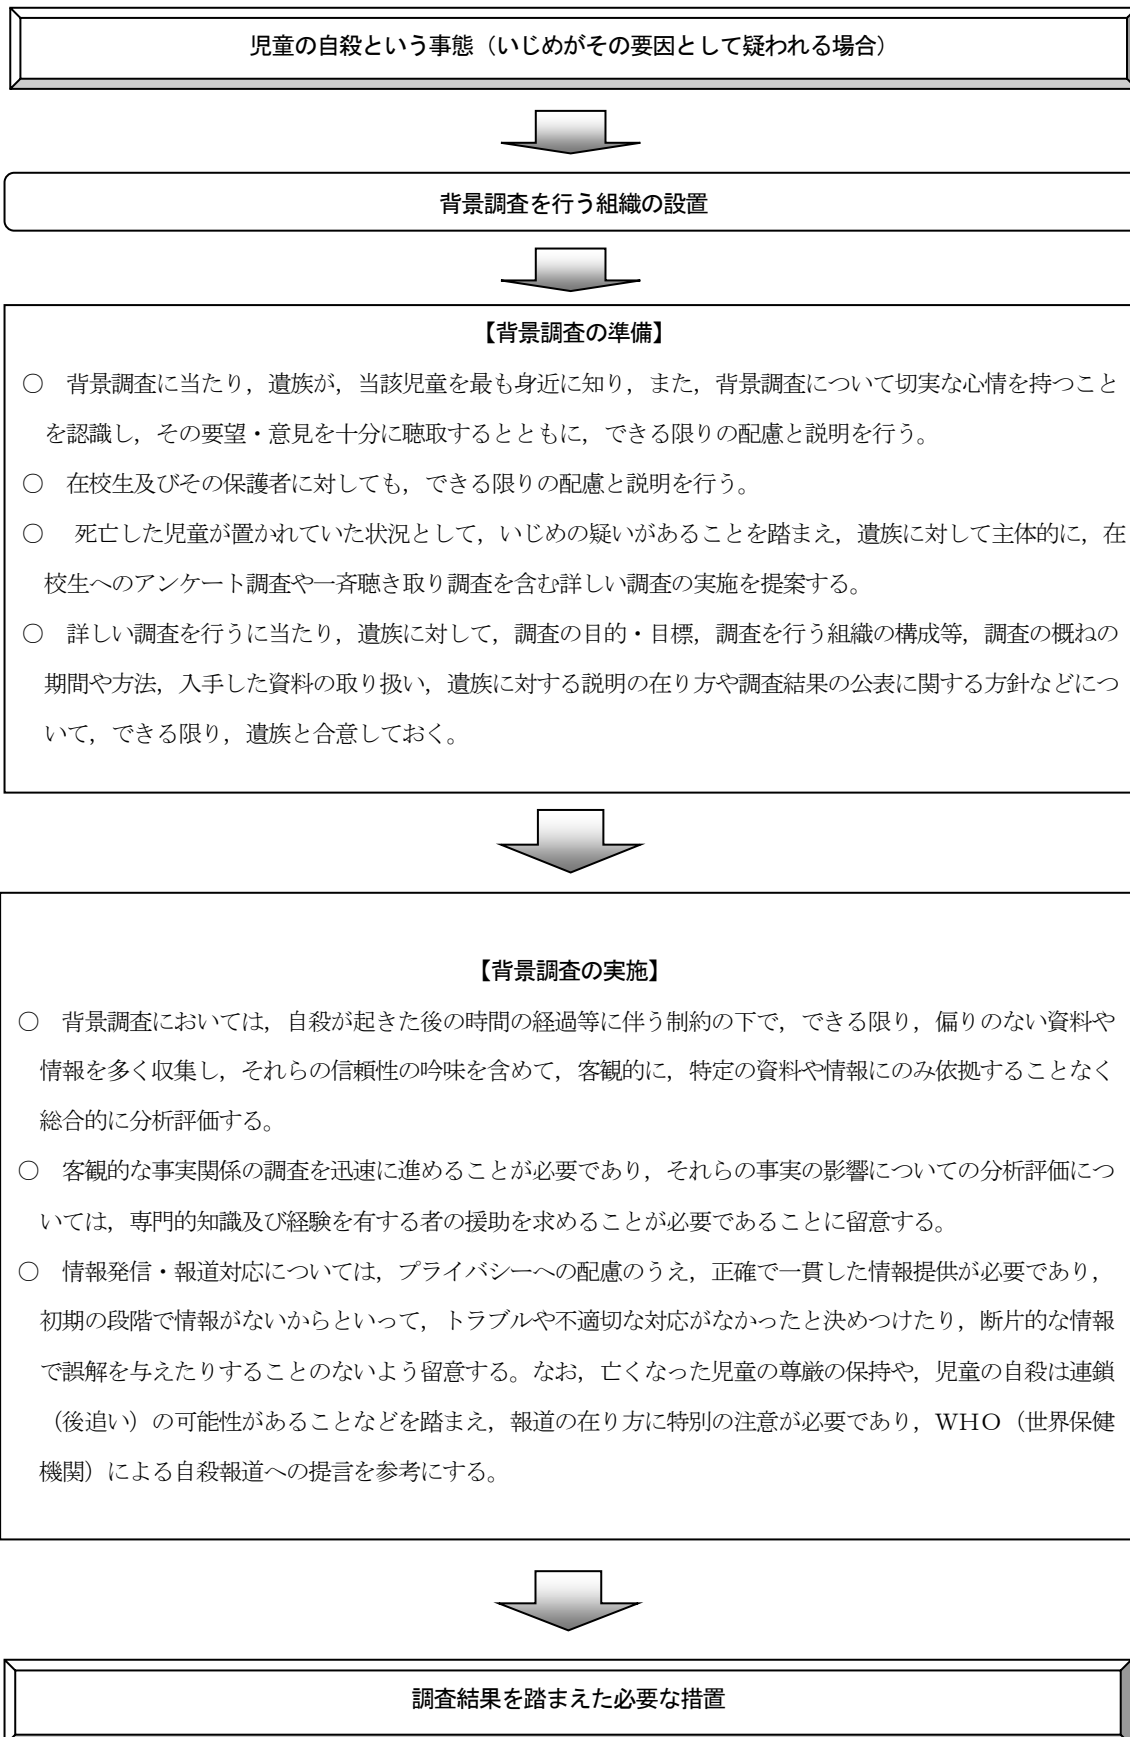 児童の自殺という事態（いじめがその要因として疑われる場合）
背景調査を行う組織の設置
【背景調査の準備】
○　背景調査に当たり，遺族が，当該児童を最も身近に知り，また，背景調査について切実な心情を持つこと
を認識し，その要望・意見を十分に聴取するとともに，できる限りの配慮と説明を行う。
○　在校生及びその保護者に対しても，できる限りの配慮と説明を行う。
○　死亡した児童が置かれていた状況として，いじめの疑いがあることを踏まえ，遺族に対して主体的に，在
校生へのアンケート調査や一斉聴き取り調査を含む詳しい調査の実施を提案する。
○　詳しい調査を行うに当たり，遺族に対して，調査の目的・目標，調査を行う組織の構成等，調査の概ねの
期間や方法，入手した資料の取り扱い，遺族に対する説明の在り方や調査結果の公表に関する方針などにつ
いて，できる限り，遺族と合意しておく。
【背景調査の実施】
○　背景調査においては，自殺が起きた後の時間の経過等に伴う制約の下で，できる限り，偏りのない資料や
情報を多く収集し，それらの信頼性の吟味を含めて，客観的に，特定の資料や情報にのみ依拠することなく
総合的に分析評価する。
○　客観的な事実関係の調査を迅速に進めることが必要であり，それらの事実の影響についての分析評価につ
いては，専門的知識及び経験を有する者の援助を求めることが必要であることに留意する。
○　情報発信・報道対応については，プライバシーへの配慮のうえ，正確で一貫した情報提供が必要であり，
初期の段階で情報がないからといって，トラブルや不適切な対応がなかったと決めつけたり，断片的な情報
で誤解を与えたりすることのないよう留意する。なお，亡くなった児童の尊厳の保持や，児童の自殺は連鎖
（後追い）の可能性があることなどを踏まえ，報道の在り方に特別の注意が必要であり，ＷＨＯ（世界保健
機関）による自殺報道への提言を参考にする。
調査結果を踏まえた必要な措置